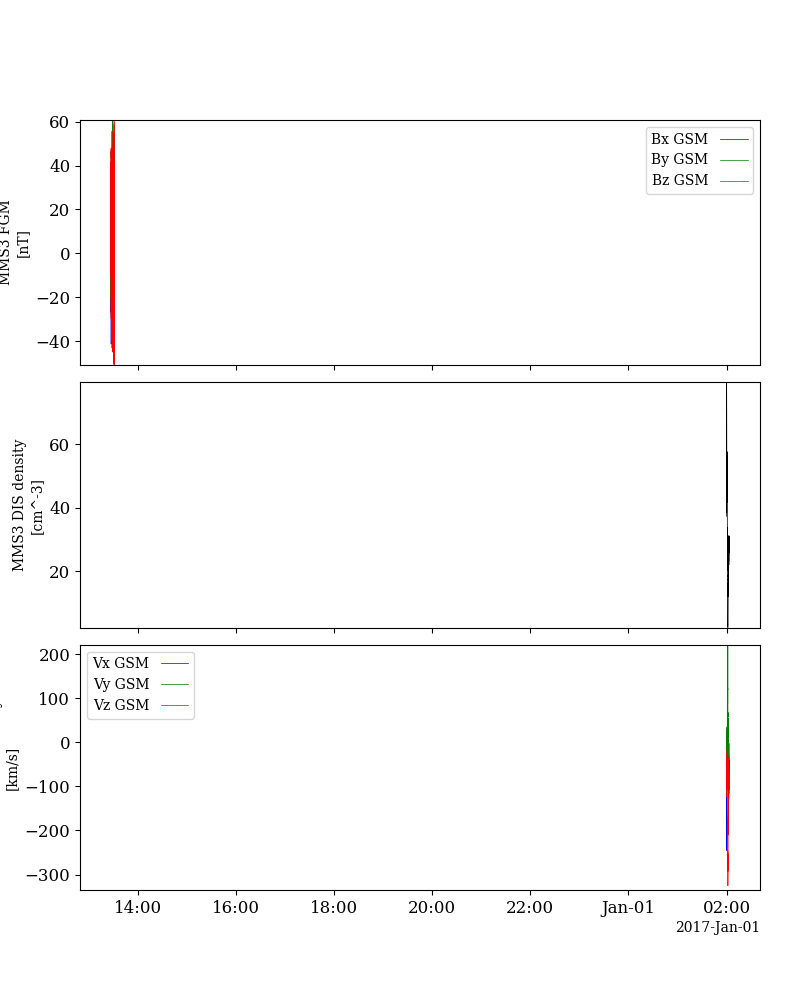 60
40
20
0
−20
−40
MMS3 FGM
[nT]
Bx GSM
By GSM
Bz GSM
60
40
20
MMS3 DIS density
[cm^-3]
200
100
0
−100
−200
−300
[km/s]
Vx GSM
Vy GSM
Vz GSM
14:00 16:00 18:00 20:00 22:00 Jan-01 02:00
2017-Jan-01